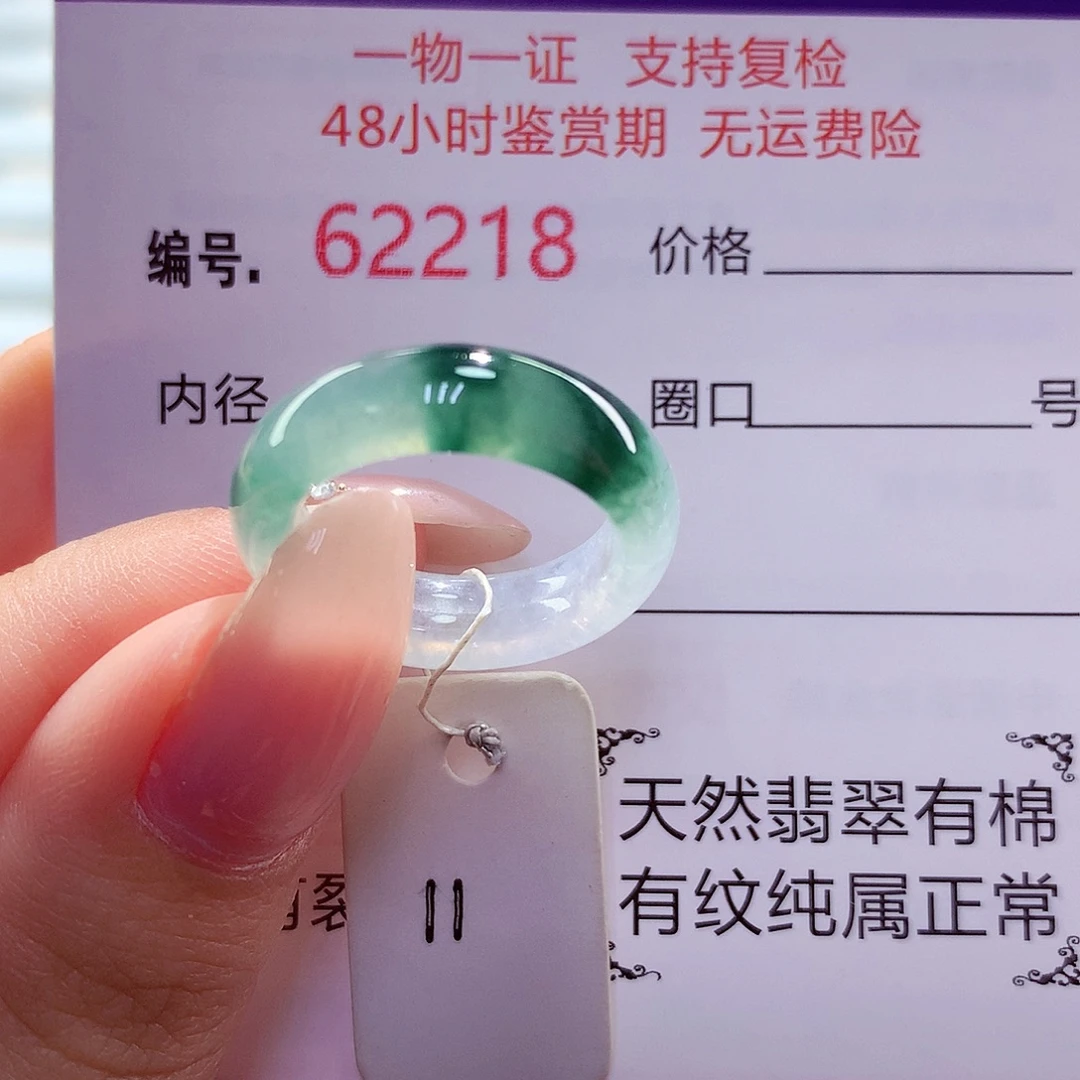 一物一证 支持复检
48小时鉴赏期 无运费险
编号. 62218 价格
内径 圈口 号
天然翡翠有棉
裂
有纹纯属正常
11